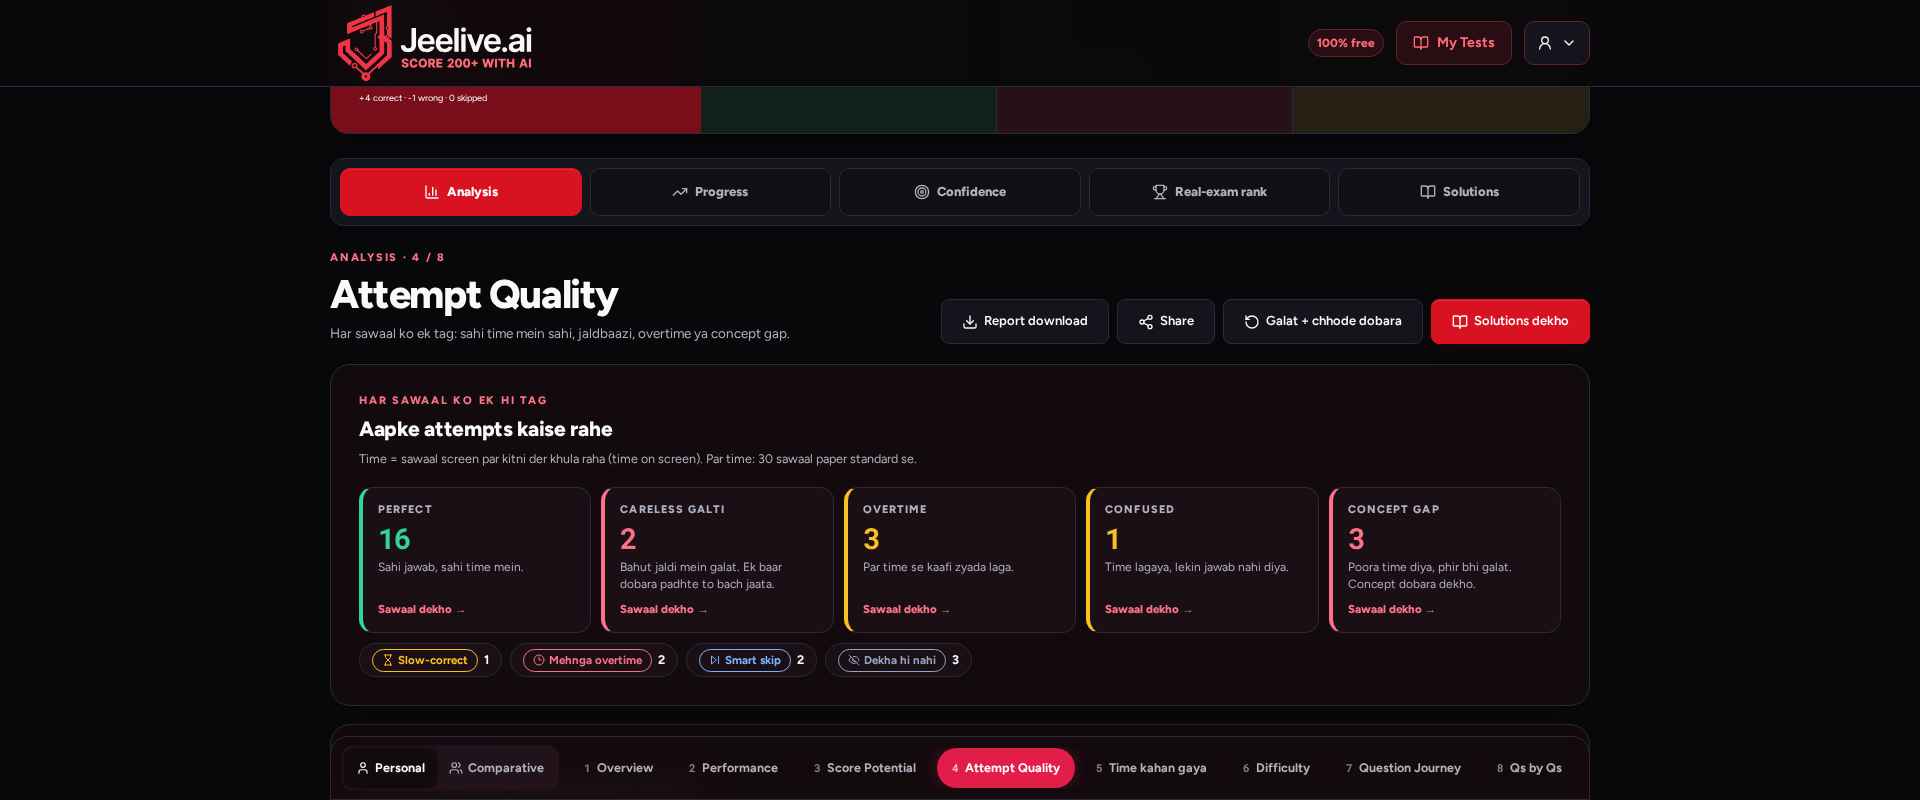 Jeelive.ai
SCORE 200+ WITH AI
100% free
My Tests
+4 correct · -1 wrong · 0 skipped
Analysis
Progress
Confidence
Real-exam rank
Solutions
ANALYSIS · 4 / 8
Attempt Quality
Har sawaal ko ek tag: sahi time mein sahi, jaldbaazi, overtime ya concept gap.
Report download
Share
Galat + chhode dobara
Solutions dekho
HAR SAWAAL KO EK HI TAG
Aapke attempts kaise rahe
Time = sawaal screen par kitni der khula raha (time on screen). Par time: 30 sawaal paper standard se.
PERFECT
16
Sahi jawab, sahi time mein.
Sawaal dekho →
CARELESS GALTI
2
Bahut jaldi mein galat. Ek baar
dobara padhte to bach jaata.
Sawaal dekho →
OVERTIME
3
Par time se kaafi zyada laga.
Sawaal dekho →
CONFUSED
1
Time lagaya, lekin jawab nahi diya.
Sawaal dekho →
CONCEPT GAP
3
Poora time diya, phir bhi galat.
Concept dobara dekho.
Sawaal dekho →
Slow-correct 1
Mehnga overtime 2
Smart skip 2
Dekha hi nahi 3
Personal
Comparative
1 Overview
2 Performance
3 Score Potential
4 Attempt Quality
5 Time kahan gaya
6 Difficulty
7 Question Journey
8 Qs by Qs